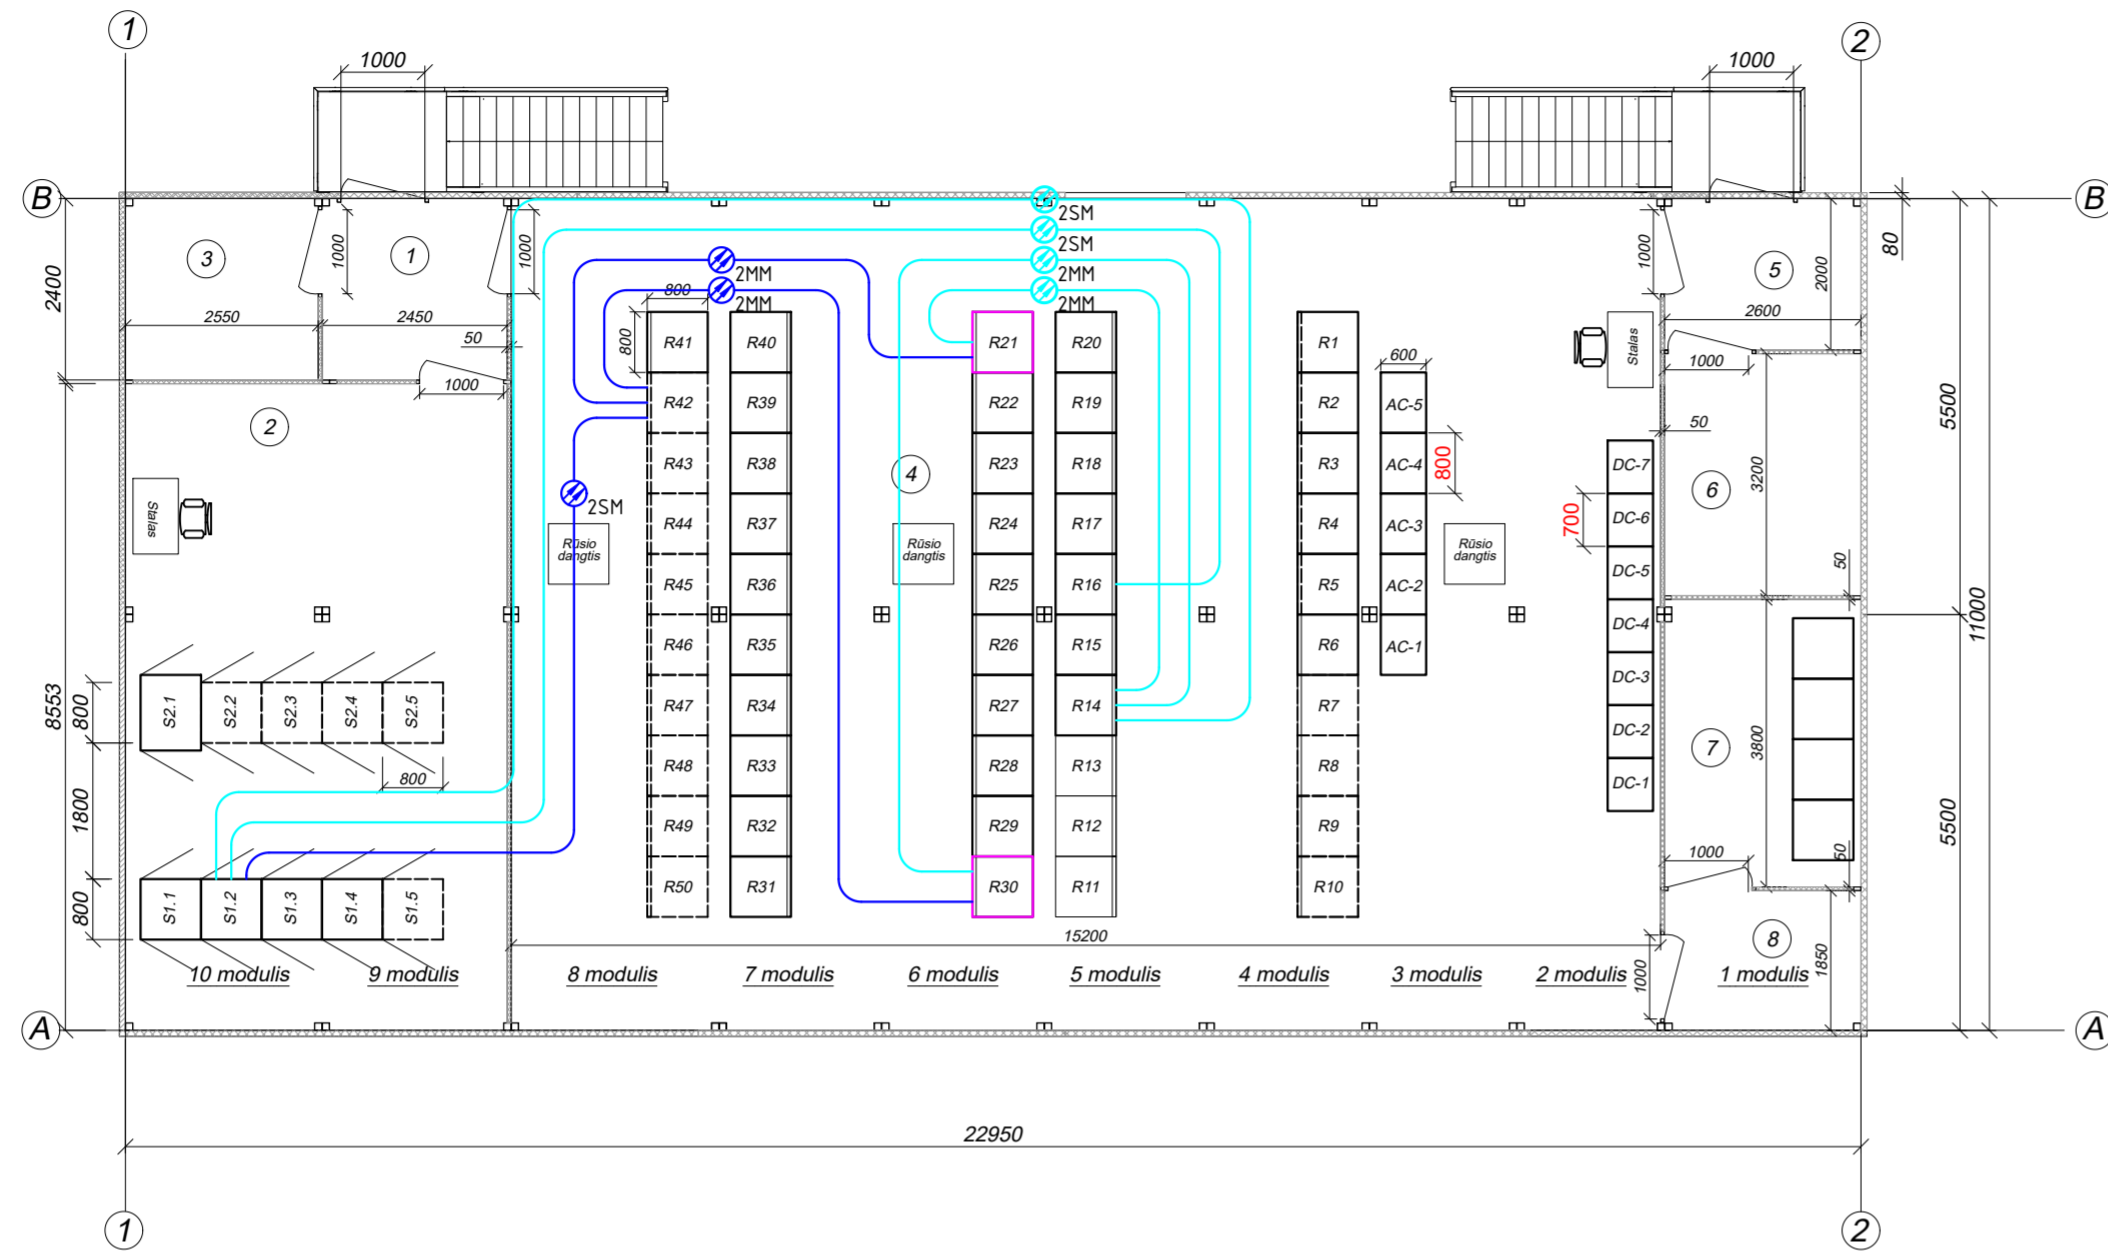 1
2
1000
1000
B
B
2SM
2SM
2MM
2MM
2MM
2MM
3
1
5
1000
1000
1000
2000
80
2400
2550
2450
50
800
800
1000
2600
1000
50
5500
11000
5500
R41
R42
R43
R44
R45
R46
R47
R48
R49
R50
R40
R39
R38
R37
R36
R35
R34
R33
R32
R31
R21
R22
R23
R24
R25
R26
R27
R28
R29
R30
R20
R19
R18
R17
R16
R15
R14
R13
R12
R11
R1
R2
R3
R4
R5
R6
R7
R8
R9
R10
600
AC-5
AC-4
AC-3
AC-2
AC-1
800
Stalas
DC-7
DC-6
DC-5
DC-4
DC-3
DC-2
DC-1
700
2
4
6
7
8
3200
50
3800
50
1000
1850
1000
Stalas
2SM
Rūsio
dangtis
Rūsio
dangtis
Rūsio
dangtis
8553
800
1800
800
S2.1
S2.2
S2.3
S2.4
S2.5
800
S1.1
S1.2
S1.3
S1.4
S1.5
15200
10 modulis
9 modulis
8 modulis
7 modulis
6 modulis
5 modulis
4 modulis
3 modulis
2 modulis
1 modulis
A
A
22950
1
2